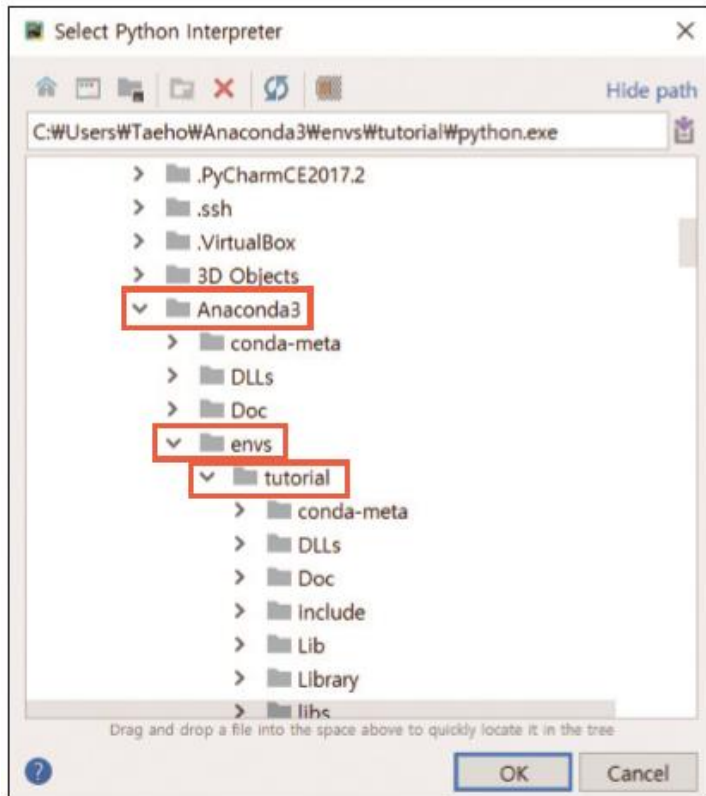 Select Python Interpreter
Hide path
C:₩Users₩Taeho₩Anaconda3₩envs₩tutorial₩python.exe
.PyCharmCE2017.2
.ssh
.VirtualBox
3D Objects
Anaconda3
conda-meta
DLLs
Doc
envs
tutorial
conda-meta
DLLs
Doc
include
Lib
Library
libs
Drag and drop a file into the space above to quickly locate it in the tree
?
OK
Cancel